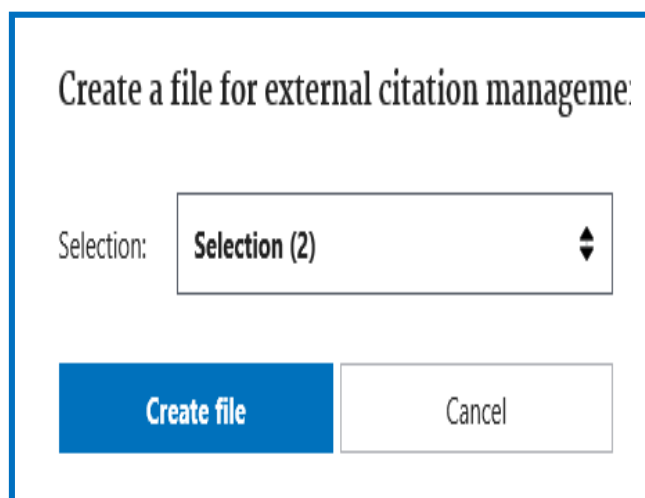 Create a file for external citation manageme
Selection: Selection (2)
Create file Cancel